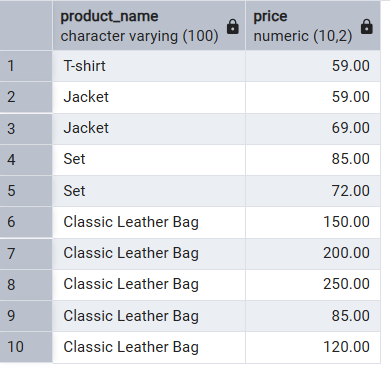 product_name price
character varying (100) numeric (10,2)
1 T-shirt 59.00
2 Jacket 59.00
3 Jacket 69.00
4 Set 85.00
5 Set 72.00
6 Classic Leather Bag 150.00
7 Classic Leather Bag 200.00
8 Classic Leather Bag 250.00
9 Classic Leather Bag 85.00
10 Classic Leather Bag 120.00